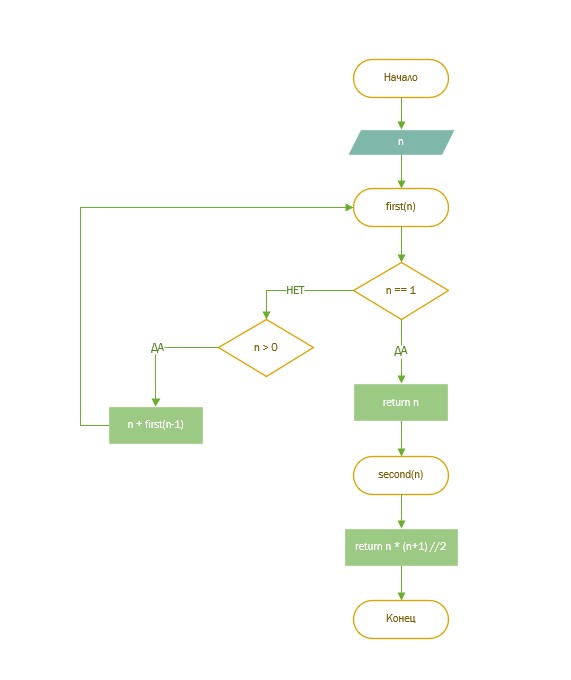 Начало
n
first(n)
n == 1
НЕТ
n > 0
ДА
ДА
return n
n + first(n-1)
second(n)
return n * (n+1) //2
Конец